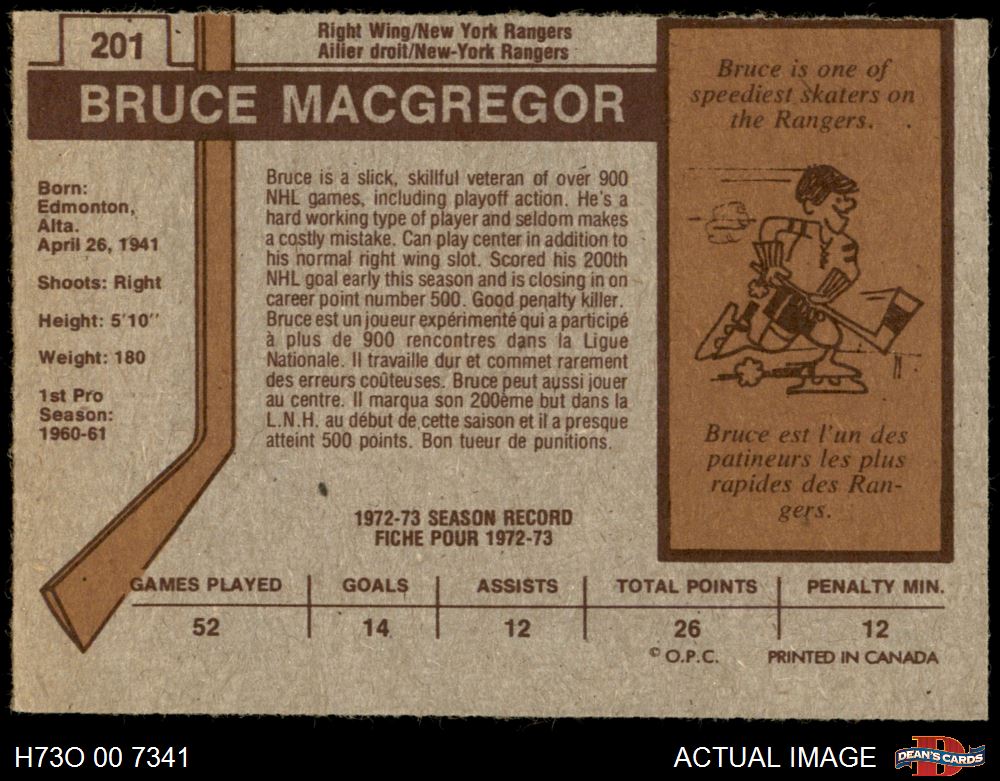 201
Right Wing/New York Rangers
Ailier droit/New-York Rangers
BRUCE MACGREGOR
Born:
Edmonton,
Alta.
April 26, 1941
Shoots: Right
Height: 5'10''
Weight: 180
1st Pro
Season:
1960-61
Bruce is a slick, skillful veteran of over 900
NHL games, including playoff action. He's a
hard working type of player and seldom makes
a costly mistake. Can play center in addition to
his normal right wing slot. Scored his 200th
NHL goal early this season and is closing in on
career point number 500. Good penalty killer.
Bruce est un joueur expérimenté qui a participé
à plus de 900 rencontres dans la Ligue
Nationale. Il travaille dur et commet rarement
des erreurs coûteuses. Bruce peut aussi jouer
au centre. Il marqua son 200ème but dans la
L.N.H. au début de cette saison et il a presque
atteint 500 points. Bon tueur de punitions.
Bruce is one of
speediest skaters on
the Rangers.
Bruce est l'un des
patineurs les plus
rapides des Ran-
gers.
1972-73 SEASON RECORD
FICHE POUR 1972-73
GAMES PLAYED GOALS ASSISTS TOTAL POINTS PENALTY MIN.
52 14 12 26 12
© O.P.C. PRINTED IN CANADA
H73O 00 7341 ACTUAL IMAGE DEAN'S CARDS